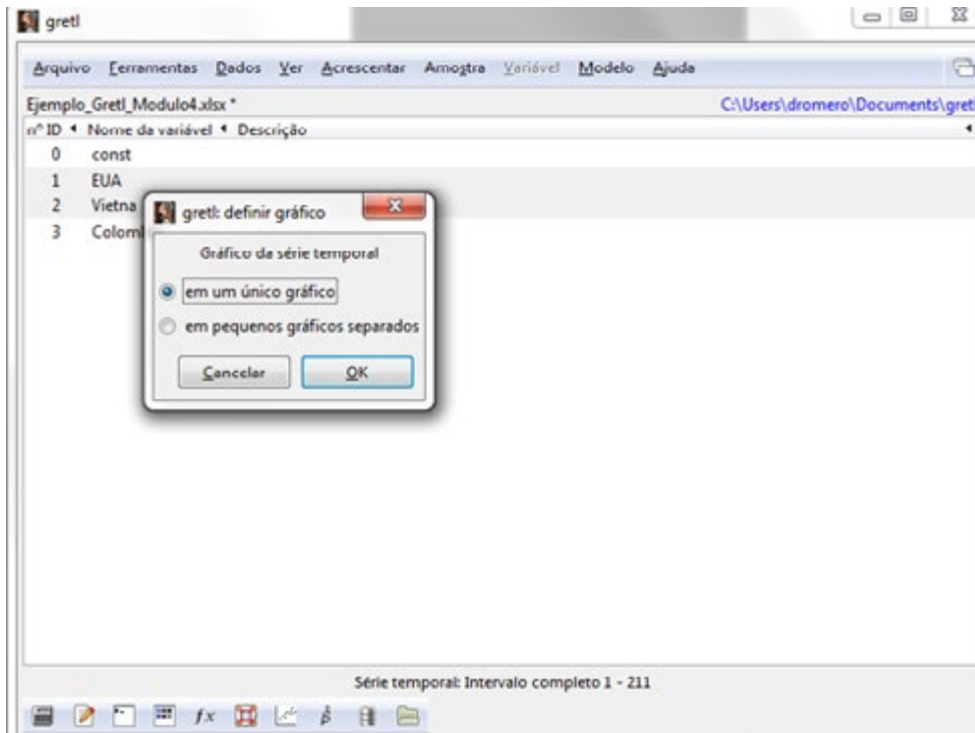 gretl
Arquivo Ferramentas Dados Ver Acrescentar Amostra Variável Modelo Ajuda
Ejemplo_Gretl_Modulo4.xlsx *
C:\Users\dromero\Documents\gretl
nº ID Nome da variável Descrição
0 const
1 EUA
2 Vietna
3 Colom
gretl: definir gráfico
Gráfico da série temporal
em um único gráfico
em pequenos gráficos separados
Cancelar OK
Série temporal: Intervalo completo 1 - 211
fx
β